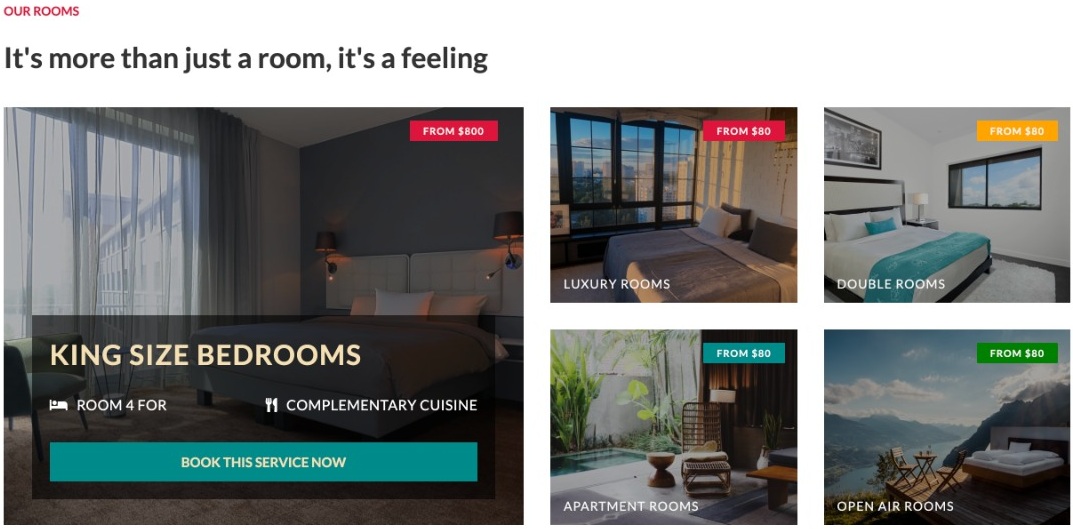 OUR ROOMS
It's more than just a room, it's a feeling
FROM $800
KING SIZE BEDROOMS
ROOM 4 FOR
COMPLEMENTARY CUISINE
BOOK THIS SERVICE NOW
FROM $80
LUXURY ROOMS
FROM $80
DOUBLE ROOMS
FROM $80
APARTMENT ROOMS
FROM $80
OPEN AIR ROOMS